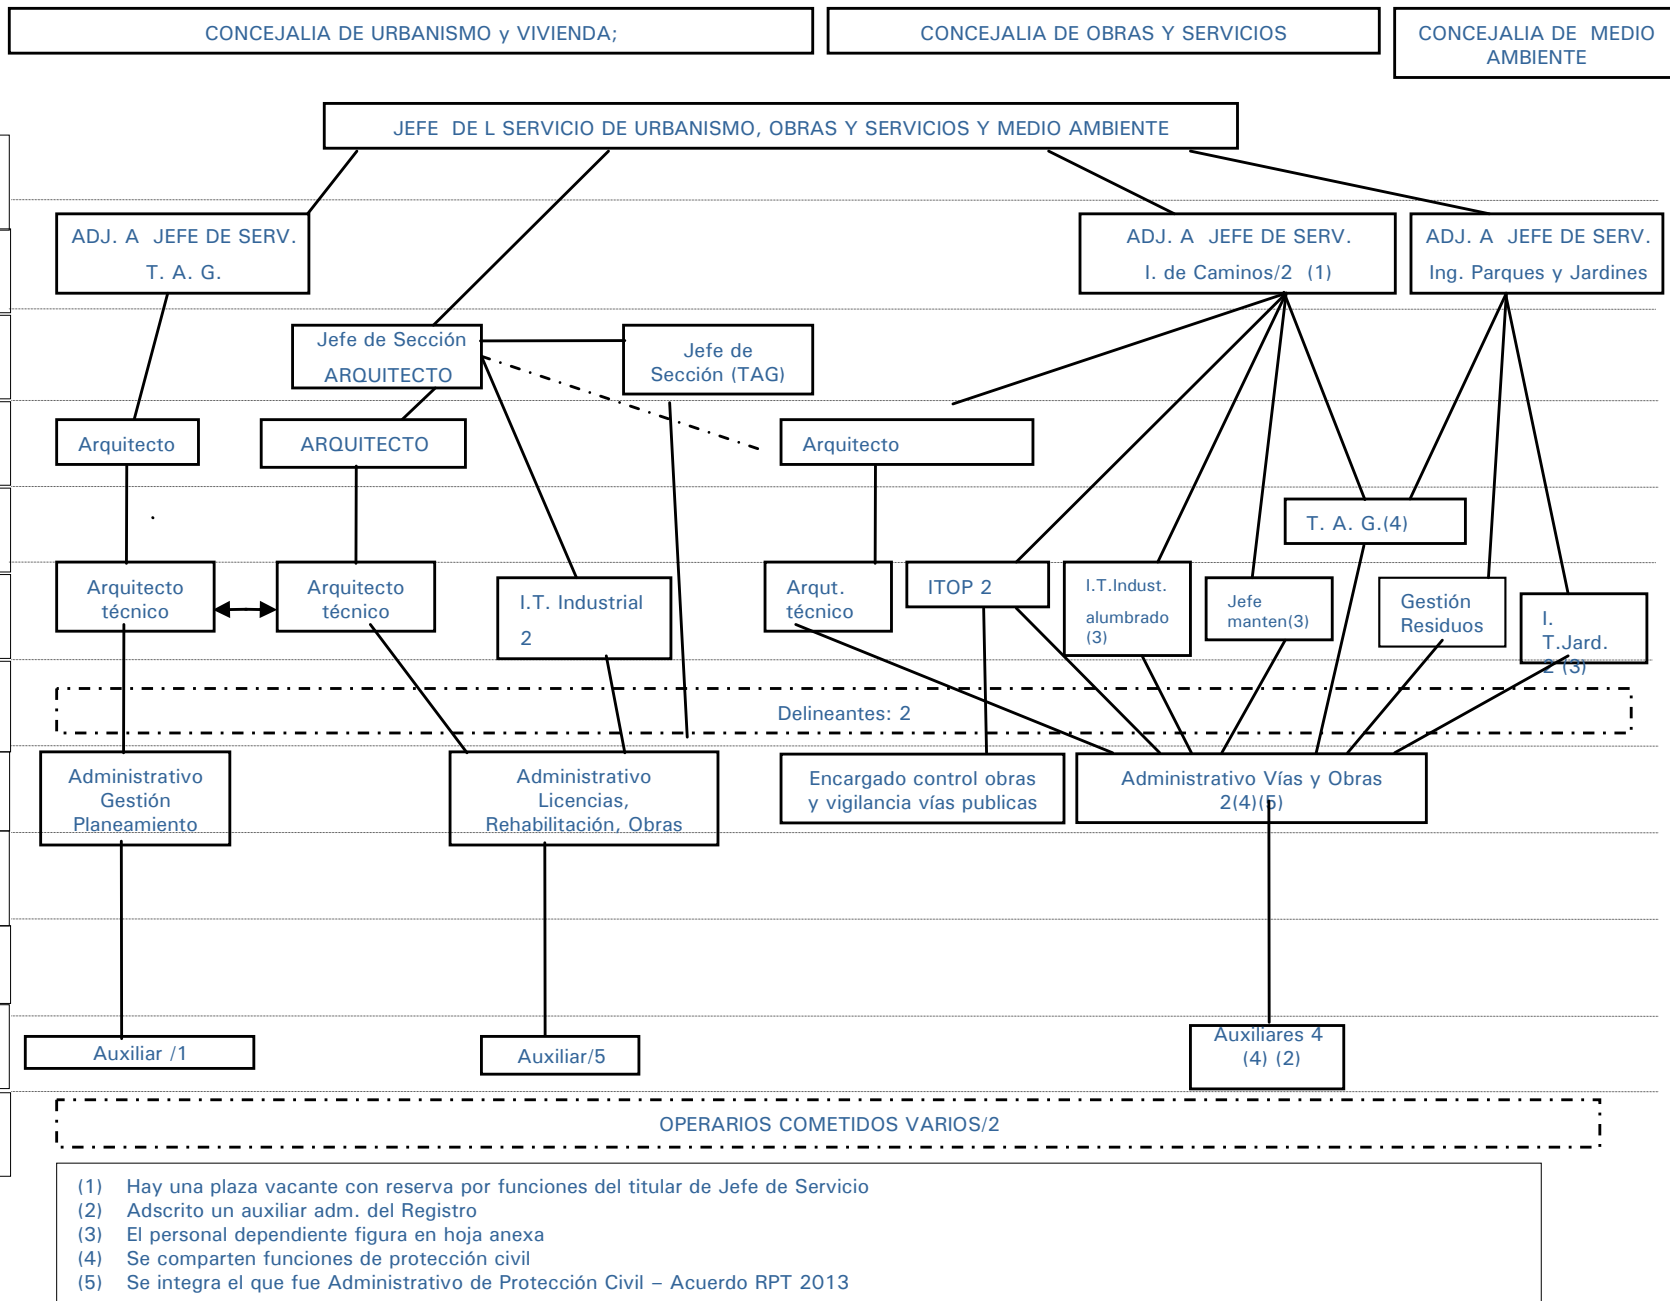 CONCEJALIA DE URBANISMO y VIVIENDA;
CONCEJALIA DE OBRAS Y SERVICIOS
CONCEJALIA DE MEDIO
AMBIENTE
JEFE DE L SERVICIO DE URBANISMO, OBRAS Y SERVICIOS Y MEDIO AMBIENTE
ADJ. A JEFE DE SERV.
T. A. G.
ADJ. A JEFE DE SERV.
I. de Caminos/2 (1)
ADJ. A JEFE DE SERV.
Ing. Parques y Jardines
Jefe de Sección
ARQUITECTO
Jefe de
Sección (TAG)
Arquitecto
ARQUITECTO
Arquitecto
T. A. G.(4)
Arquitecto
técnico
Arquitecto
técnico
I.T. Industrial
2
Arqut.
técnico
ITOP 2
I.T.Indust.
alumbrado
(3)
Jefe
manten(3)
Gestión
Residuos
I.
T.Jard.
2 (3)
Delineantes: 2
Administrativo
Gestión
Planeamiento
Administrativo
Licencias,
Rehabilitación, Obras
Encargado control obras
y vigilancia vías publicas
Administrativo Vías y Obras
2(4)(5)
Auxiliar /1
Auxiliar/5
Auxiliares 4
(4) (2)
OPERARIOS COMETIDOS VARIOS/2
(1) Hay una plaza vacante con reserva por funciones del titular de Jefe de Servicio
(2) Adscrito un auxiliar adm. del Registro
(3) El personal dependiente figura en hoja anexa
(4) Se comparten funciones de protección civil
(5) Se integra el que fue Administrativo de Protección Civil – Acuerdo RPT 2013